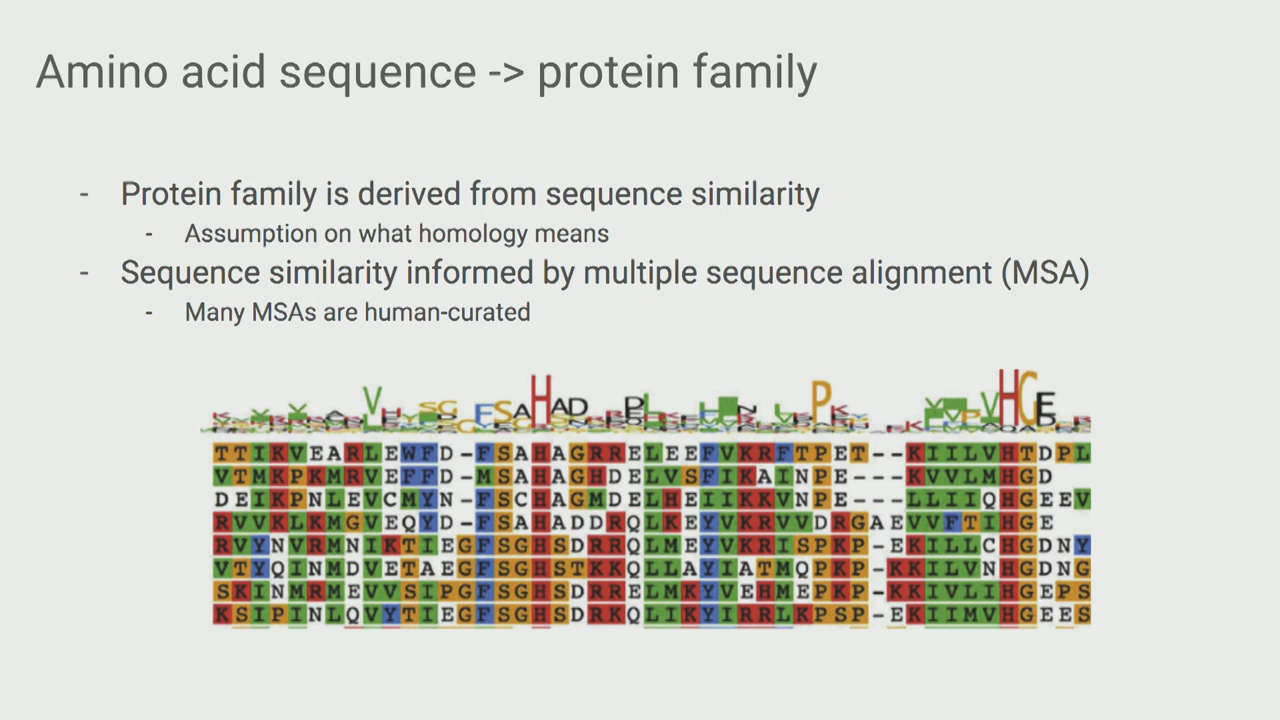 Amino acid sequence -> protein family
- Protein family is derived from sequence similarity
- Assumption on what homology means
- Sequence similarity informed by multiple sequence alignment (MSA)
- Many MSAs are human-curated
TTIKVEARLEWFD-FSAHAGRRELEEFVKRFTPET--KIILVHTDPL
VTMKPKMRVEFFD-MSAHAGHDELVSFIKAINPE---KVVLMHGD
DEIKPNLEVCMYN-FSCHAGMDELHEIIKKVNPE---LLIIQHGEEV
RVVKLKMGVEQYD-FSAHADDRQLKEYVKRVVDRGAEVVFTIHGE
RVYNVRMNIKTIEGFSGHSDRRQLMEYVKRISPKP-EKILLCHGDNY
VTYQINMDVETAEGFSGHSTKKQLLAYIATMQPKP-KKILVNHGDNG
SKINMRMEVVSIPGFSGHSDRRELMKYVEHMEPKP-KKIVLIHGEPS
KSIPINLQVYTIEGFSGHSDRKQLIKYIRRLKPSP-EKIIMVHGEES